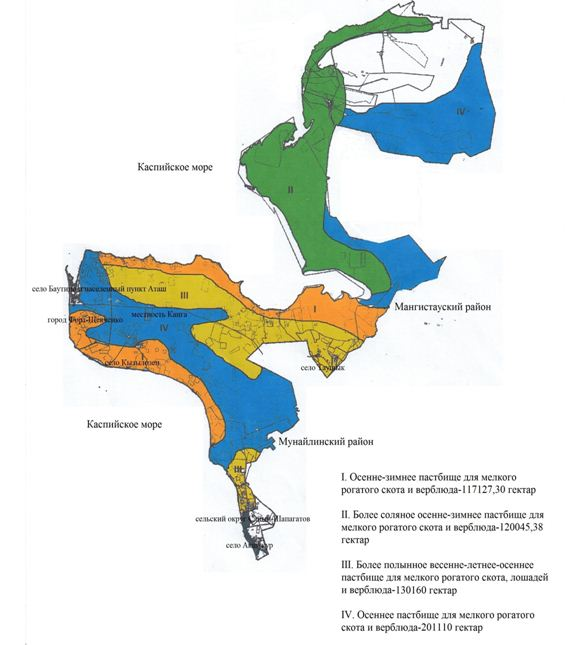 I
IV
Каспийское море
II
село Баутино
населенный пункт Аташ
III
I
Мангистауский район
город Форт-Шевченко
местность Канга
IV
I
село Кызылозен
село Таушык
Каспийское море
Мунайлинский район
III
сельский округ
Шапагатов
I. Осенне-зимнее пастбище для мелкого
рогатого скота и верблюда-117127,30 гектар
II. Более соляное осенне-зимнее пастбище для
мелкого рогатого скота и верблюда-120045,38
гектар
III. Более полынное весенне-летнее-осеннее
пастбище для мелкого рогатого скота, лошадей
и верблюда-130160 гектар
IV. Осеннее пастбище для мелкого рогатого
скота и верблюда-201110 гектар